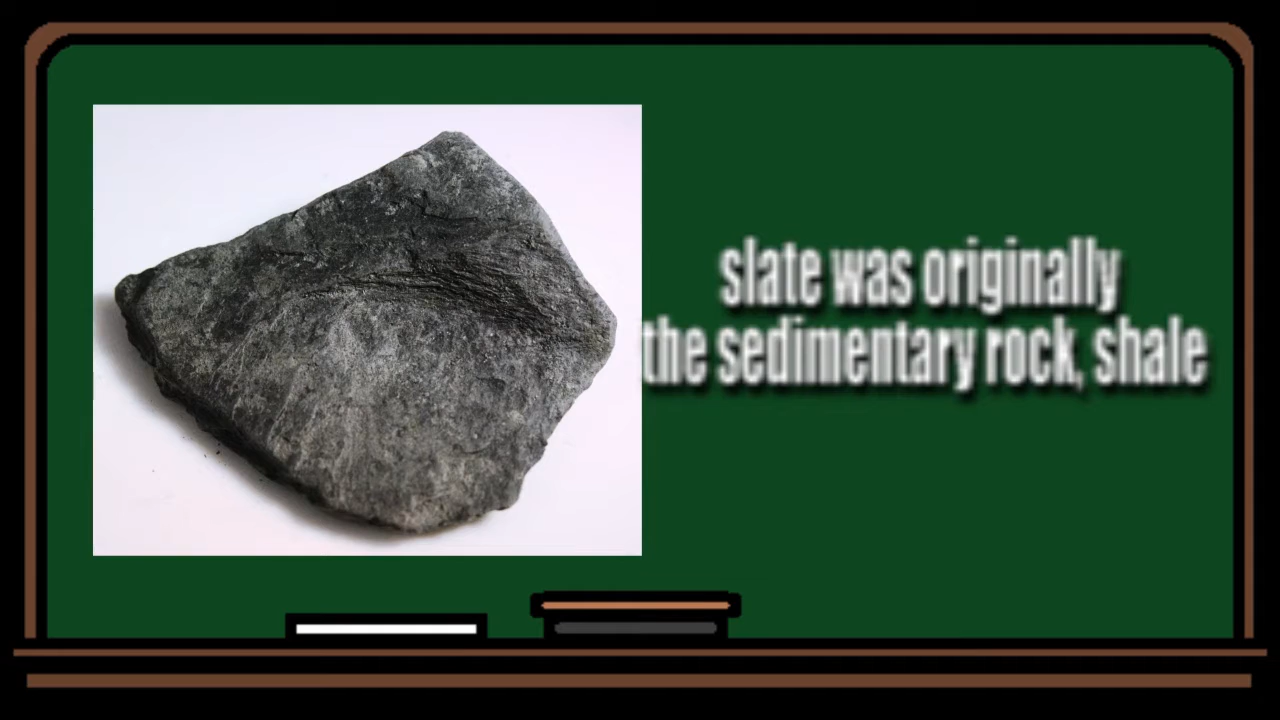 slate was originally
the sedimentary rock, shale